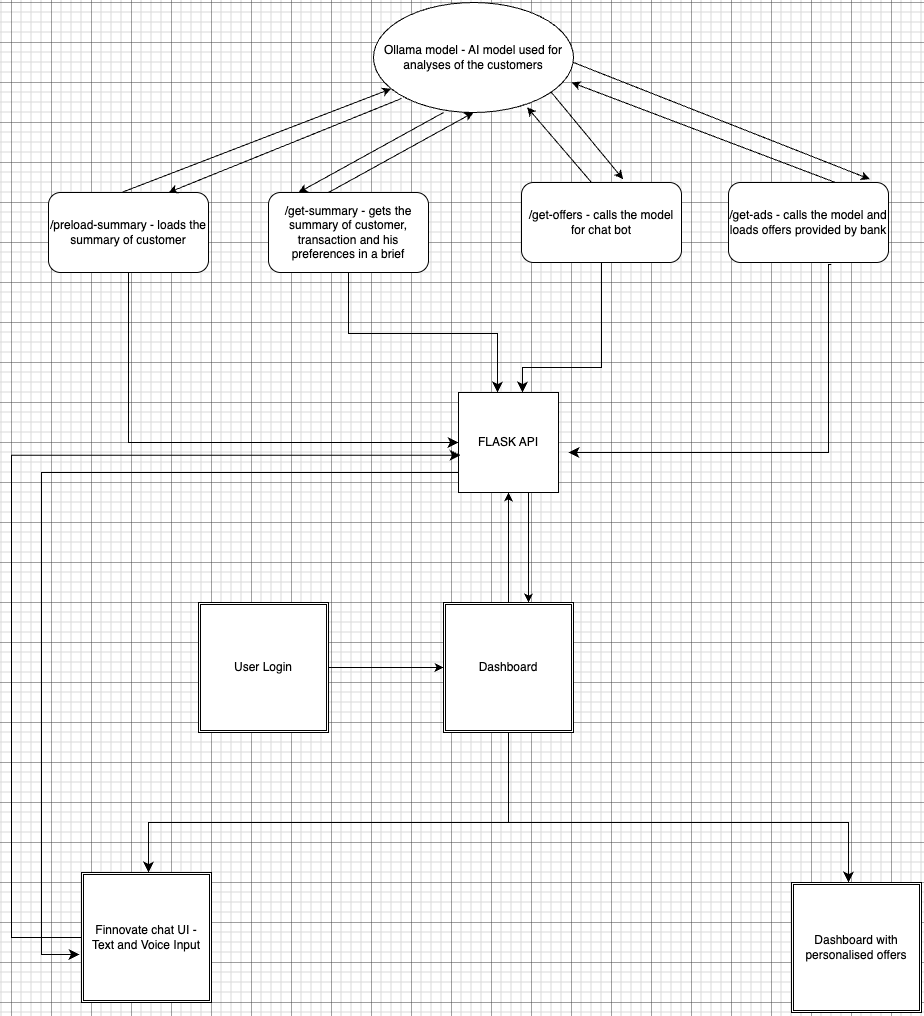 Ollama model - AI model used for
analyses of the customers
/preload-summary - loads the
summary of customer
/get-summary - gets the
summary of customer,
transaction and his
preferences in a brief
/get-offers - calls the model
for chat bot
/get-ads - calls the model and
loads offers provided by bank
FLASK API
User Login
Dashboard
Finnovate chat UI -
Text and Voice Input
Dashboard with
personalised offers